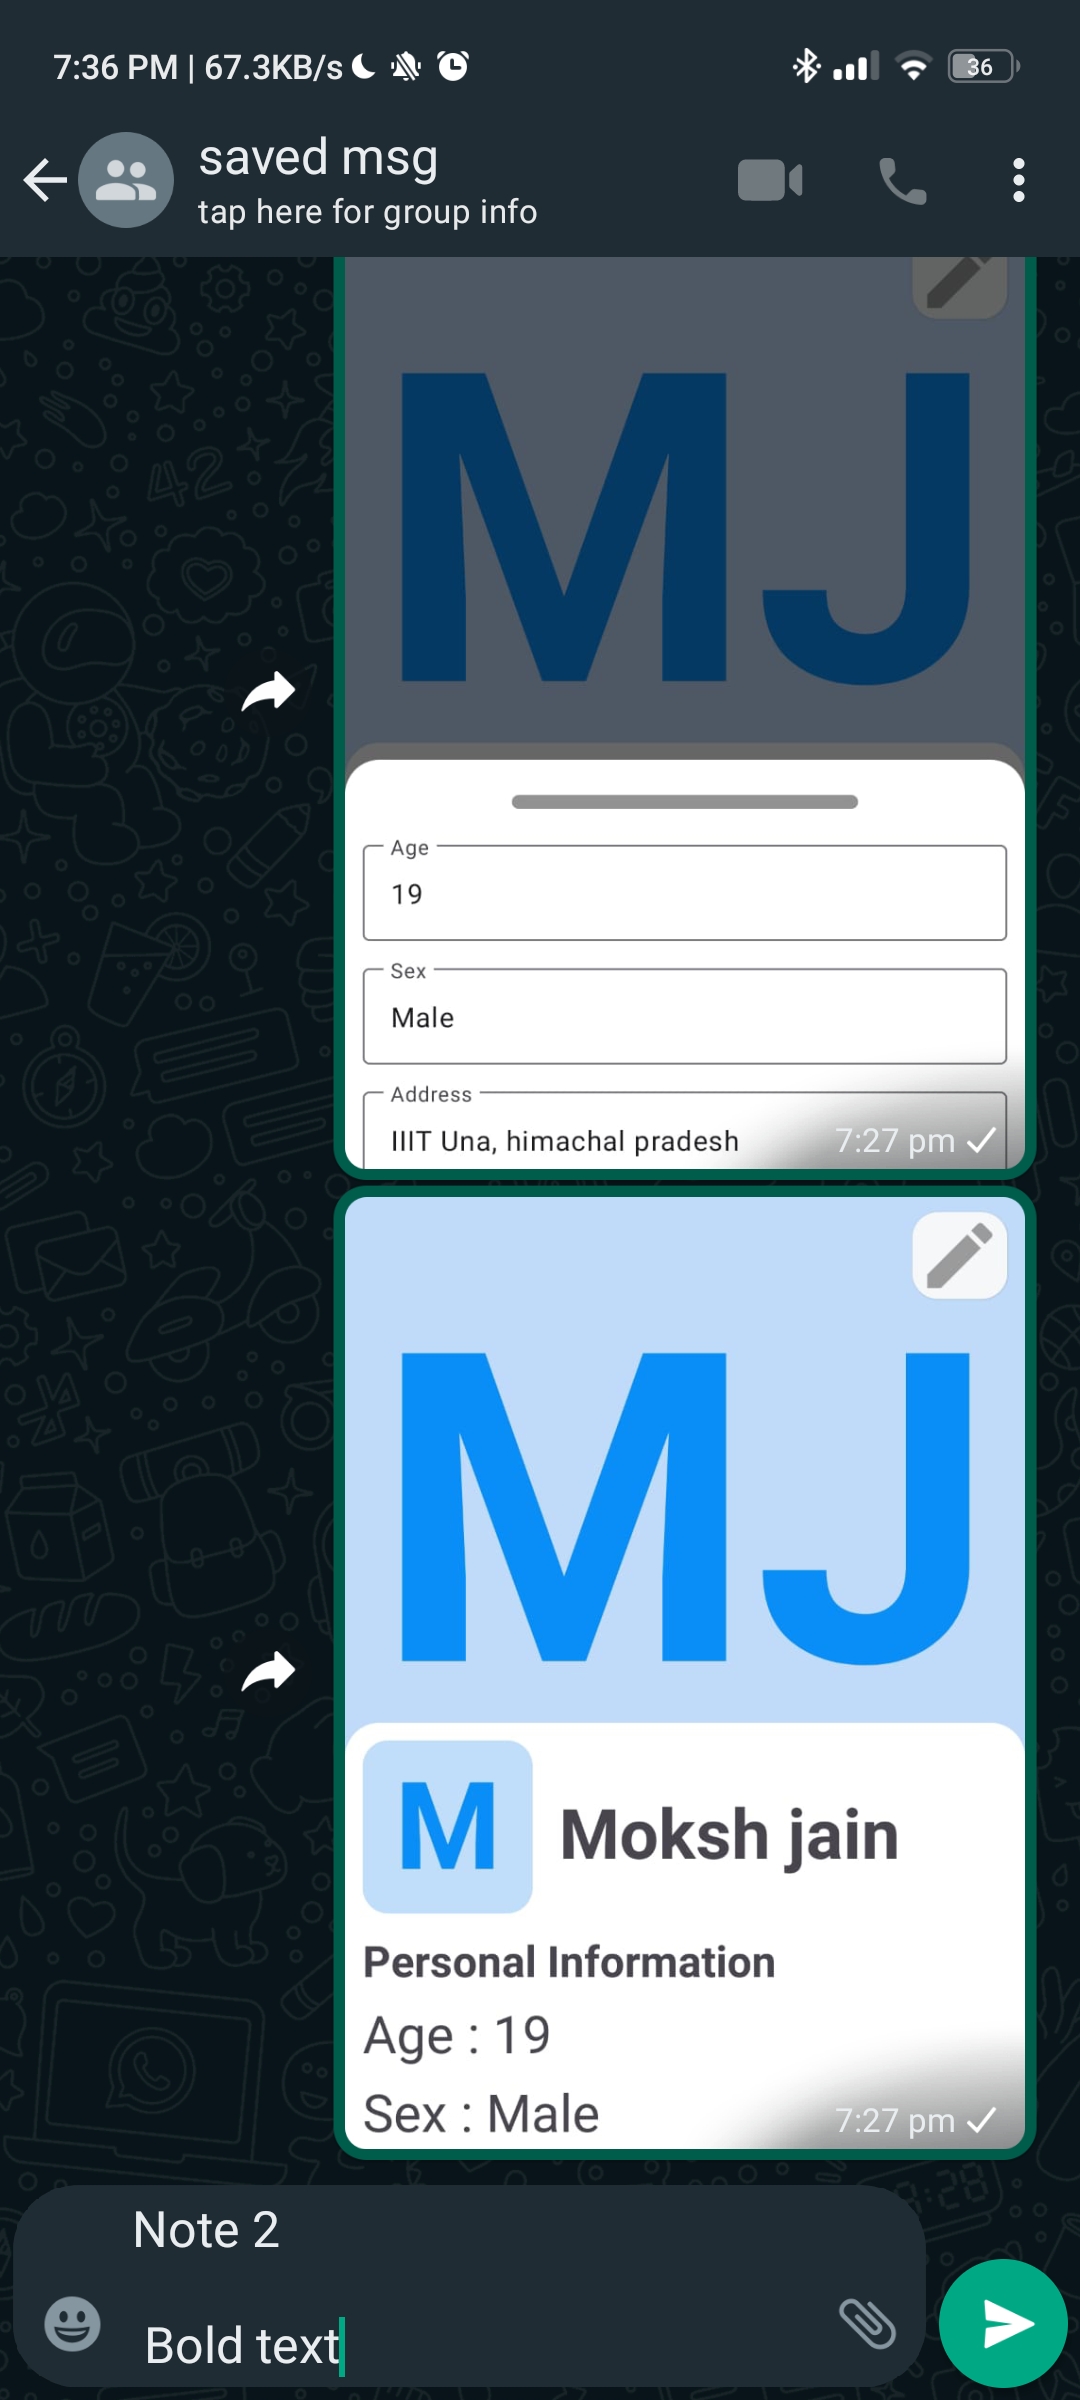 7:36 PM | 67.3KB/s
36
saved msg
tap here for group info
MJ
Age
19
Sex
Male
Address
IIIT Una, himachal pradesh
7:27 pm
MJ
M
Moksh jain
Personal Information
Age : 19
Sex : Male
7:27 pm
Note 2
Bold text